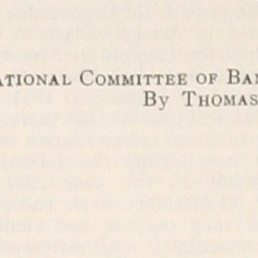 ATIONAL COMMITTEE OF BAN
By THOMAS